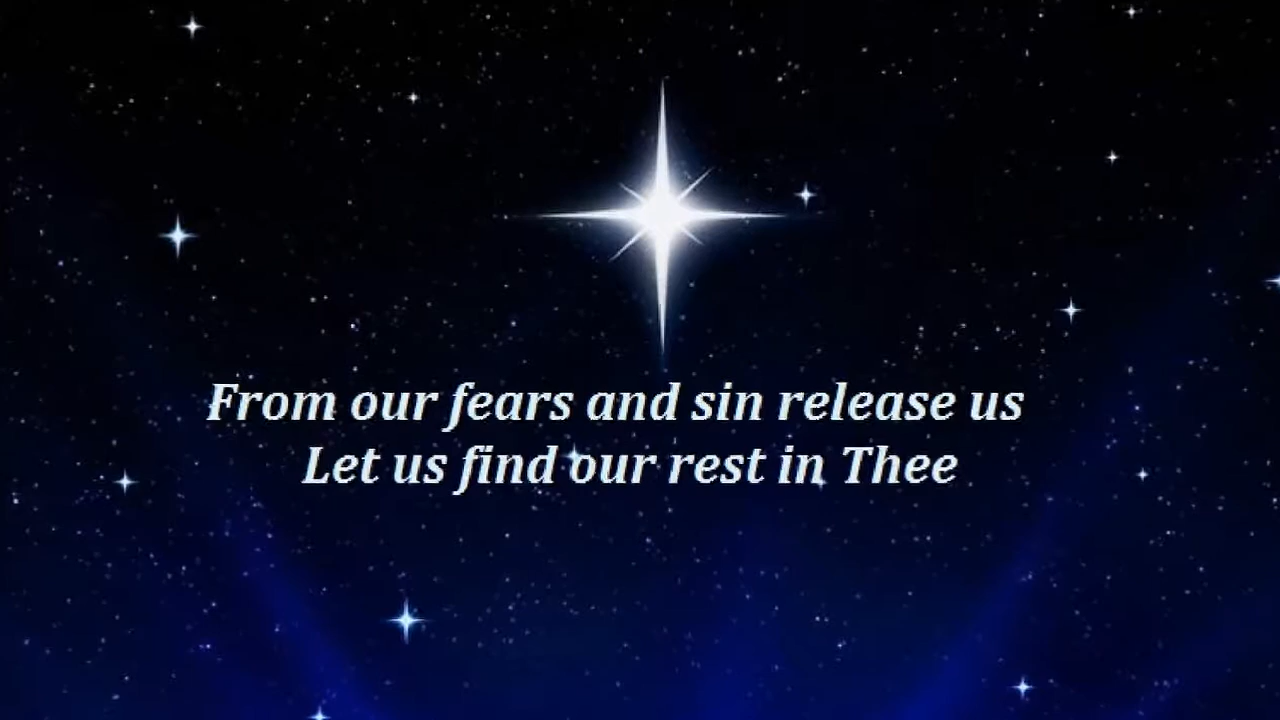 From our fears and sin release us
Let us find our rest in Thee